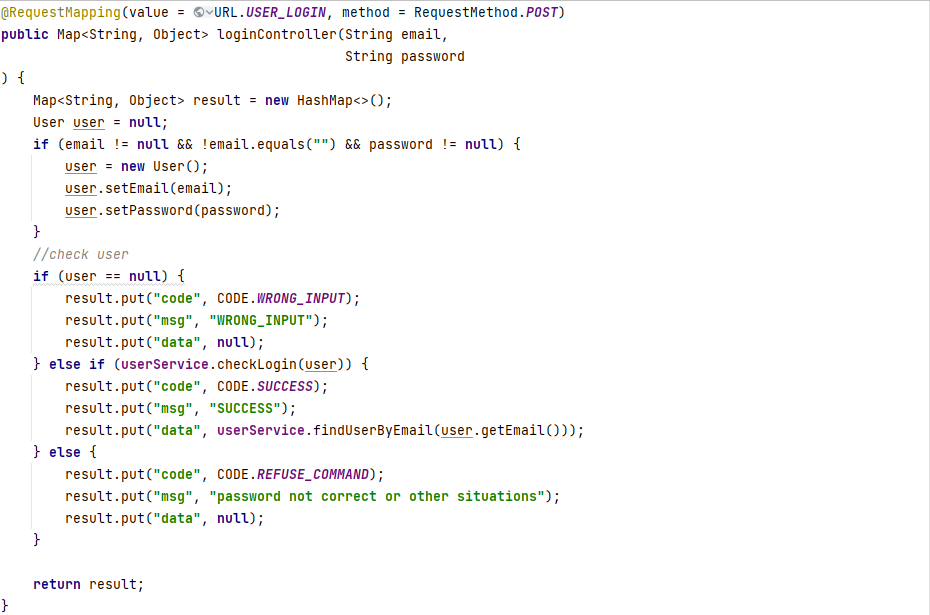 @RequestMapping(value = URL.USER_LOGIN, method = RequestMethod.POST)
public Map<String, Object> loginController(String email,
                                           String password
) {
    Map<String, Object> result = new HashMap<>();
    User user = null;
    if (email != null && !email.equals("") && password != null) {
        user = new User();
        user.setEmail(email);
        user.setPassword(password);
    }
    //check user
    if (user == null) {
        result.put("code", CODE.WRONG_INPUT);
        result.put("msg", "WRONG_INPUT");
        result.put("data", null);
    } else if (userService.checkLogin(user)) {
        result.put("code", CODE.SUCCESS);
        result.put("msg", "SUCCESS");
        result.put("data", userService.findUserByEmail(user.getEmail()));
    } else {
        result.put("code", CODE.REFUSE_COMMAND);
        result.put("msg", "password not correct or other situations");
        result.put("data", null);
    }

    return result;
}